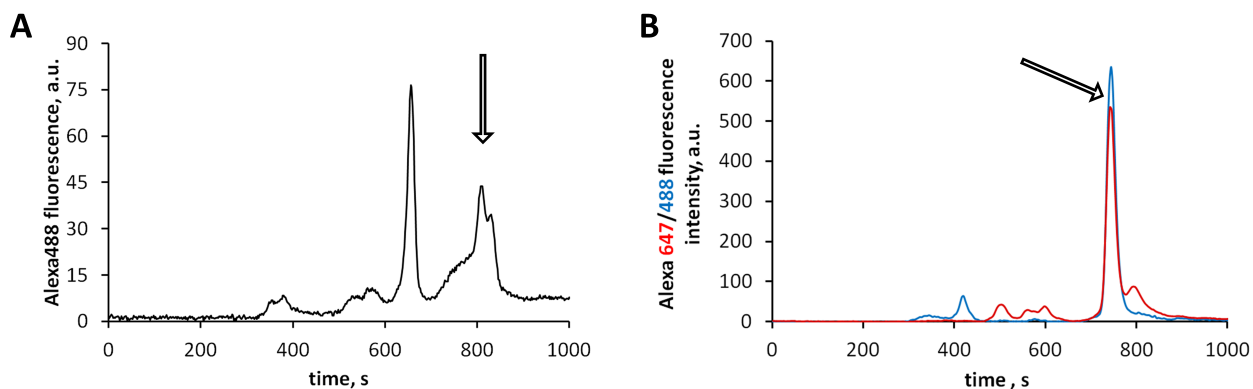 A
Alexa488 fluorescence, a.u.
90
75
60
45
30
15
0
0 200 400 600 800 1000
time, s
B
Alexa 647/488 fluorescence
intensity, a.u.
700
600
500
400
300
200
100
0
0 200 400 600 800 1000
time , s